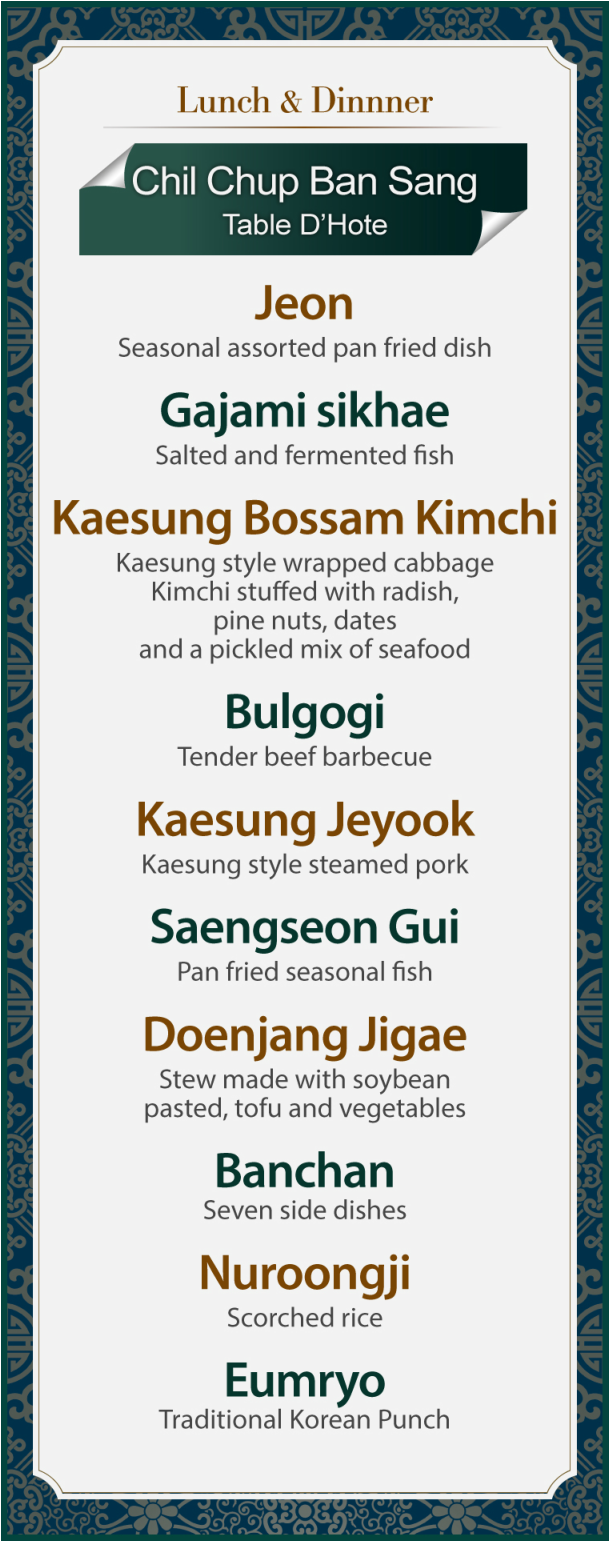 Lunch & Dinnner
Chil Chup Ban Sang
Table D’Hote
Jeon
Seasonal assorted pan fried dish
Gajami sikhae
Salted and fermented fish
Kaesung Bossam Kimchi
Kaesung style wrapped cabbage
Kimchi stuffed with radish,
pine nuts, dates
and a pickled mix of seafood
Bulgogi
Tender beef barbecue
Kaesung Jeyook
Kaesung style steamed pork
Saengseon Gui
Pan fried seasonal fish
Doenjang Jigae
Stew made with soybean
pasted, tofu and vegetables
Banchan
Seven side dishes
Nuroongji
Scorched rice
Eumryo
Traditional Korean Punch